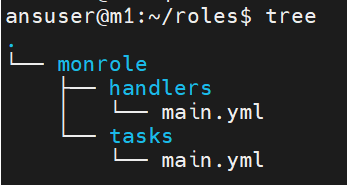 ansuser@m1:~/roles$ tree
.
└── monrole
    ├── handlers
    │   └── main.yml
    └── tasks
        └── main.yml